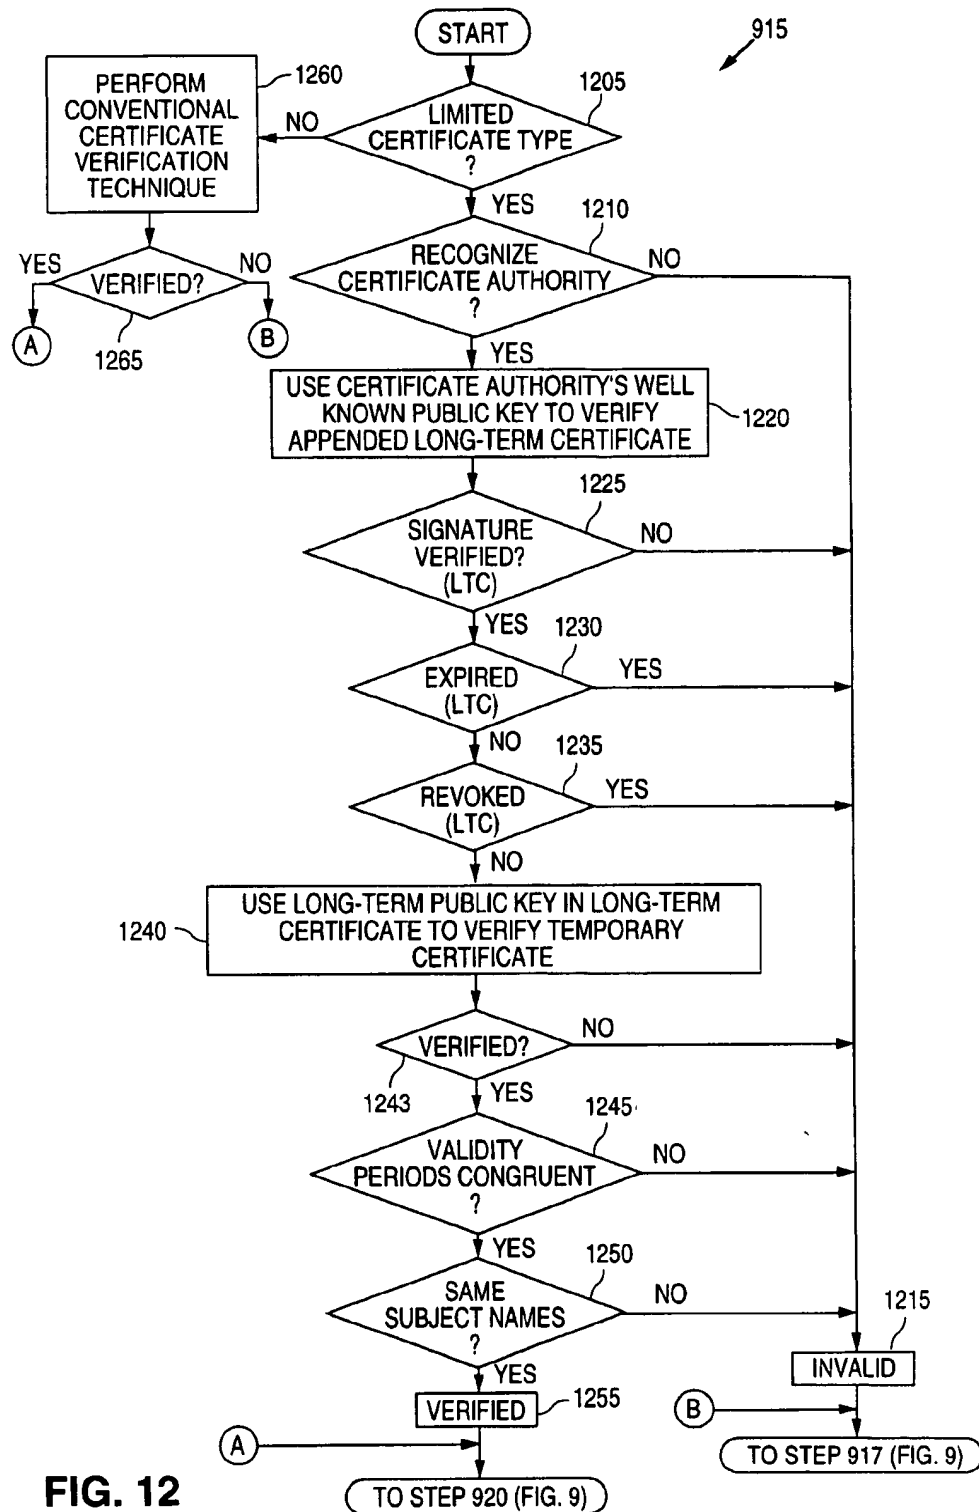 START
915
PERFORM
CONVENTIONAL
CERTIFICATE
VERIFICATION
TECHNIQUE
1260
NO
LIMITED
CERTIFICATE TYPE
?
1205
YES
RECOGNIZE
CERTIFICATE AUTHORITY
?
1210
NO
YES
VERIFIED?
NO
1265
A
B
YES
USE CERTIFICATE AUTHORITY'S WELL
KNOWN PUBLIC KEY TO VERIFY
APPENDED LONG-TERM CERTIFICATE
1220
SIGNATURE
VERIFIED?
(LTC)
1225
NO
YES
EXPIRED
(LTC)
1230
YES
NO
REVOKED
(LTC)
1235
YES
NO
1240
USE LONG-TERM PUBLIC KEY IN LONG-TERM
CERTIFICATE TO VERIFY TEMPORARY
CERTIFICATE
VERIFIED?
NO
1243
YES
VALIDITY
PERIODS CONGRUENT
?
1245
NO
YES
SAME
SUBJECT NAMES
?
1250
NO
YES
1215
INVALID
VERIFIED
1255
B
A
TO STEP 917 (FIG. 9)
TO STEP 920 (FIG. 9)
FIG. 12